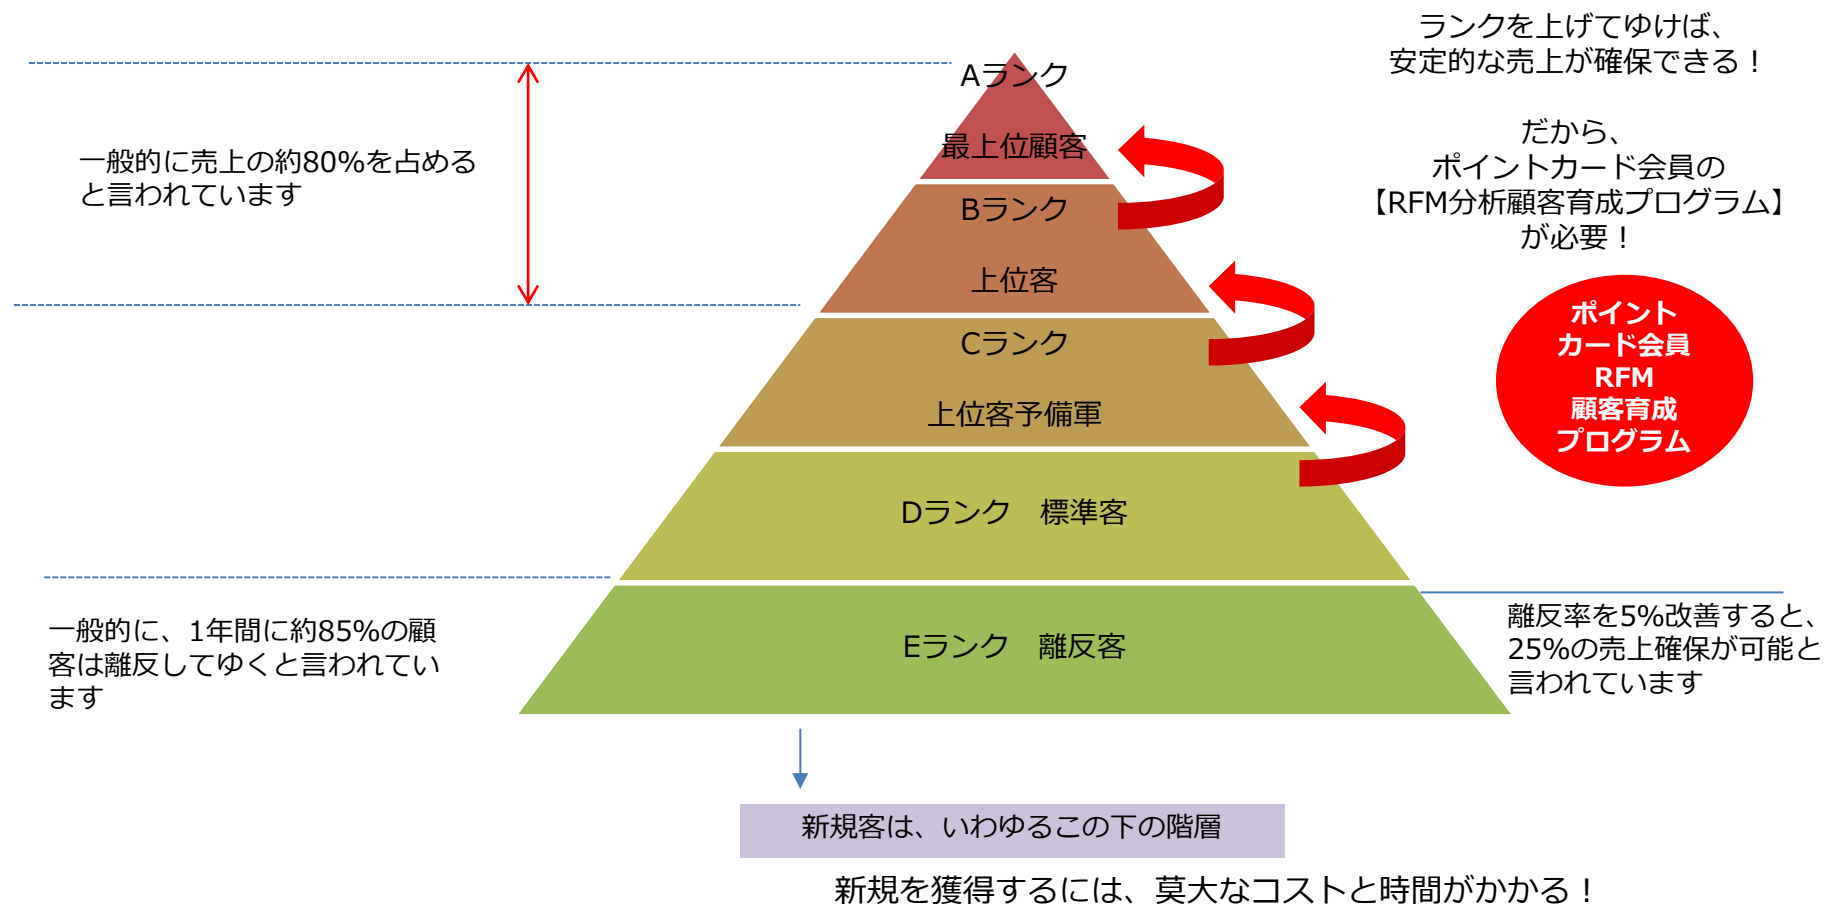 ランクを上げてゆけば、
安定的な売上が確保できる！
だから、
ポイントカード会員の
【RFM分析顧客育成プログラム】
が必要！
一般的に売上の約80%を占める
と言われています
Aランク
最上位顧客
Bランク
上位客
Cランク
上位客予備軍
Dランク　標準客
Eランク　離反客
ポイント
カード会員
RFM
顧客育成
プログラム
一般的に、1年間に約85%の顧
客は離反してゆくと言われてい
ます
離反率を5%改善すると、
25%の売上確保が可能と
言われています
新規客は、いわゆるこの下の階層
新規を獲得するには、莫大なコストと時間がかかる！